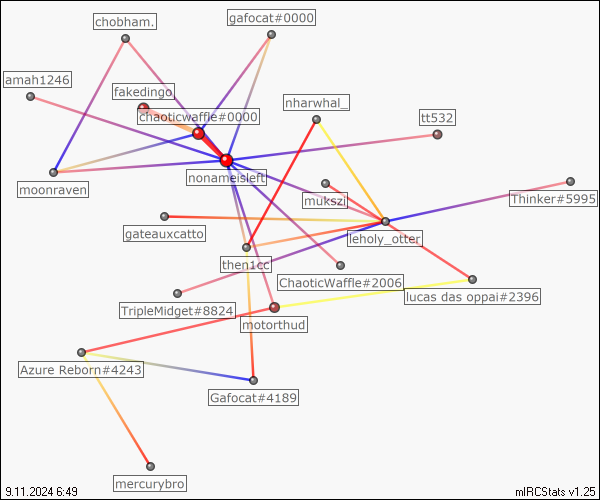 gafocat#0000
chobham.
amah1246
fakedingo
nharwhal_
chaoticwaffle#0000
tt532
nonameisleft
moonraven
mukszi
Thinker#5995
gateauxcatto
leholy_otter
then1cc
ChaoticWaffle#2006
lucas das oppai#2396
TripleMidget#8824
motorthud
Azure Reborn#4243
Gafocat#4189
mercurybro
9.11.2024 6:49
mIRCStats v1.25